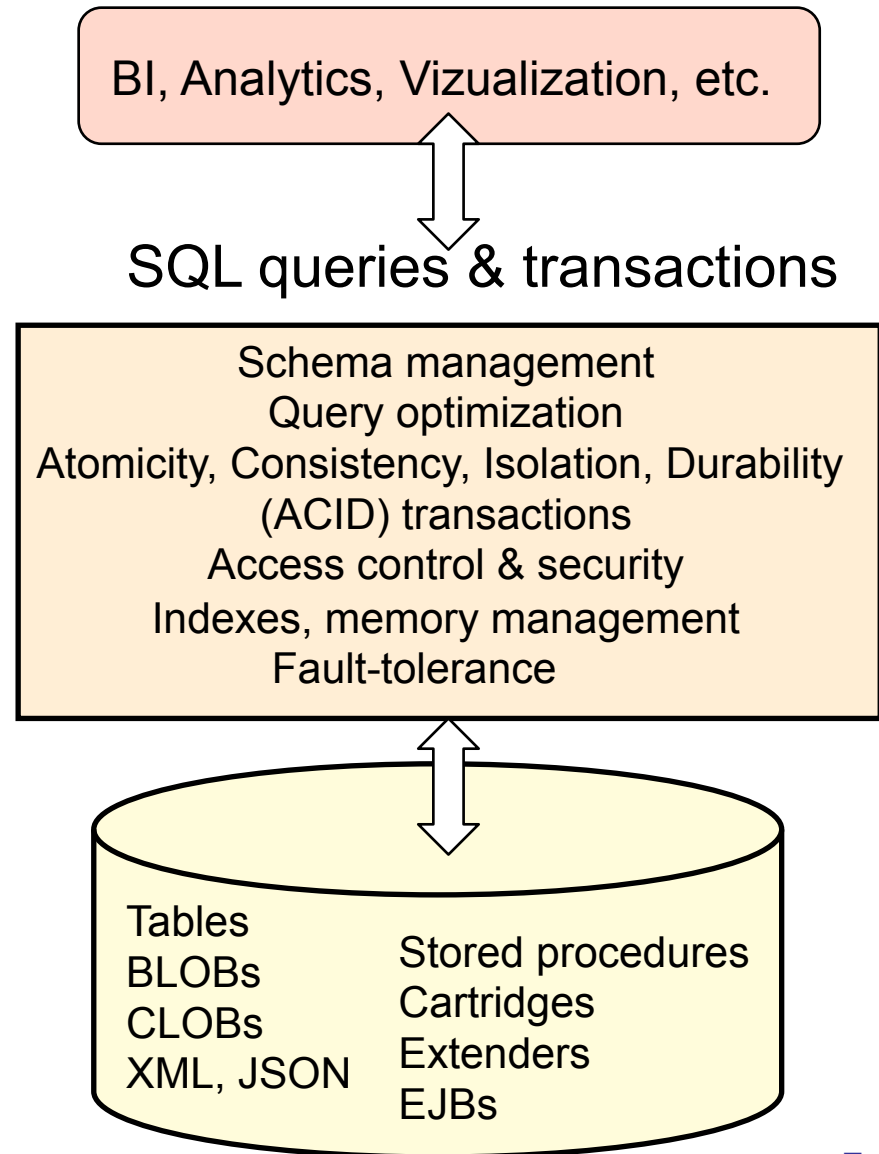 BI, Analytics, Vizualization, etc.
SQL queries & transactions
Schema management
Query optimization
Atomicity, Consistency, Isolation, Durability
(ACID) transactions
Access control & security
Indexes, memory management
Fault-tolerance
Tables
BLOBs
CLOBs
XML, JSON
Stored procedures
Cartridges
Extenders
EJBs